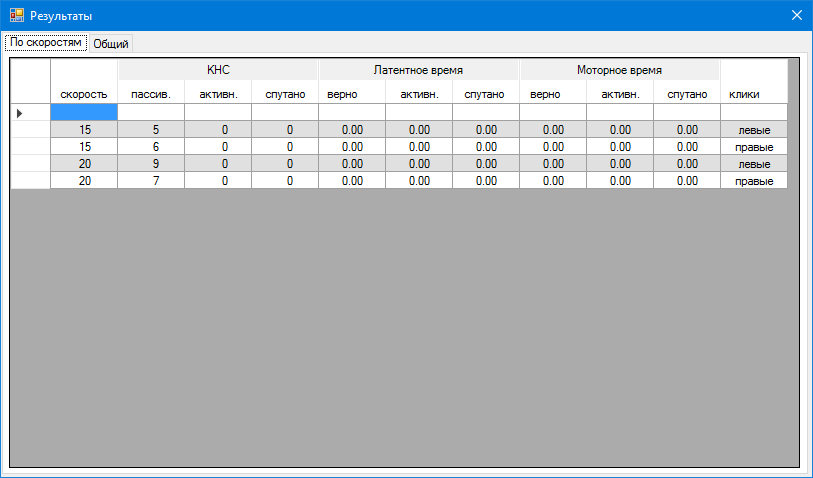 Результаты
По скоростям Общий
КНС Латентное время Моторное время
скорость пассив. активн. спутано верно активн. спутано верно активн. спутано клики
15 5 0 0 0.00 0.00 0.00 0.00 0.00 0.00 левые
15 6 0 0 0.00 0.00 0.00 0.00 0.00 0.00 правые
20 9 0 0 0.00 0.00 0.00 0.00 0.00 0.00 левые
20 7 0 0 0.00 0.00 0.00 0.00 0.00 0.00 правые